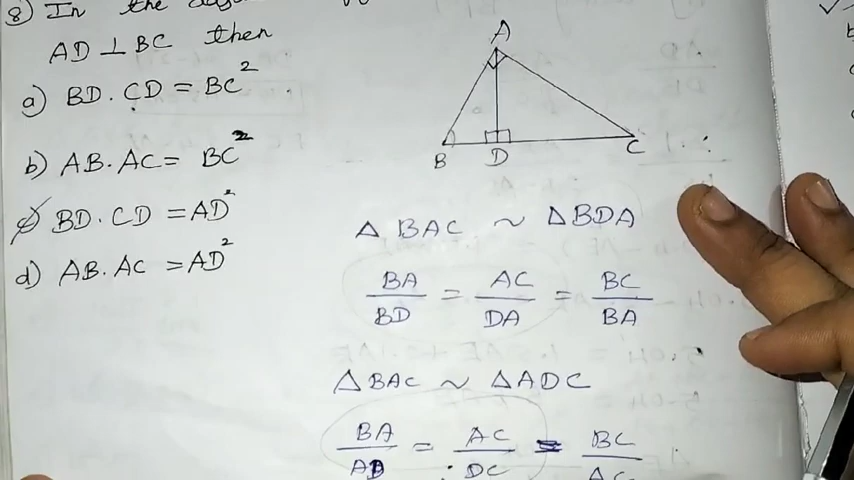 8) In the
AD ⊥ BC then
a) BD. CD = BC²
b) AB. AC = BC²
c) BD. CD = AD²
d) AB. AC = AD²
A
B D C
△ BAC ~ △BDA
BA/BD = AC/DA = BC/BA
△BAC ~ △ADC
BA/AD = AC/DC = BC/AC